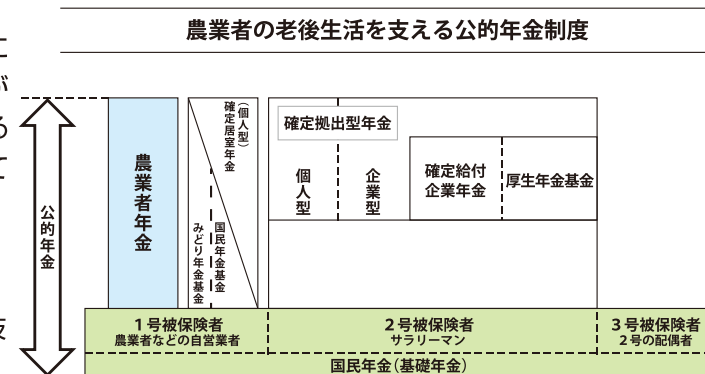 農業者の老後生活を支える公的年金制度
公的年金
農業者年金
確定居室年金
(個人型)
みどり年金基金
国民年金基金
確定拠出型年金
個人型
企業型
確定給付
企業年金
厚生年金基金
1号被保険者
農業者などの自営業者
2号被保険者
サラリーマン
3号被保険者
2号の配偶者
国民年金(基礎年金)